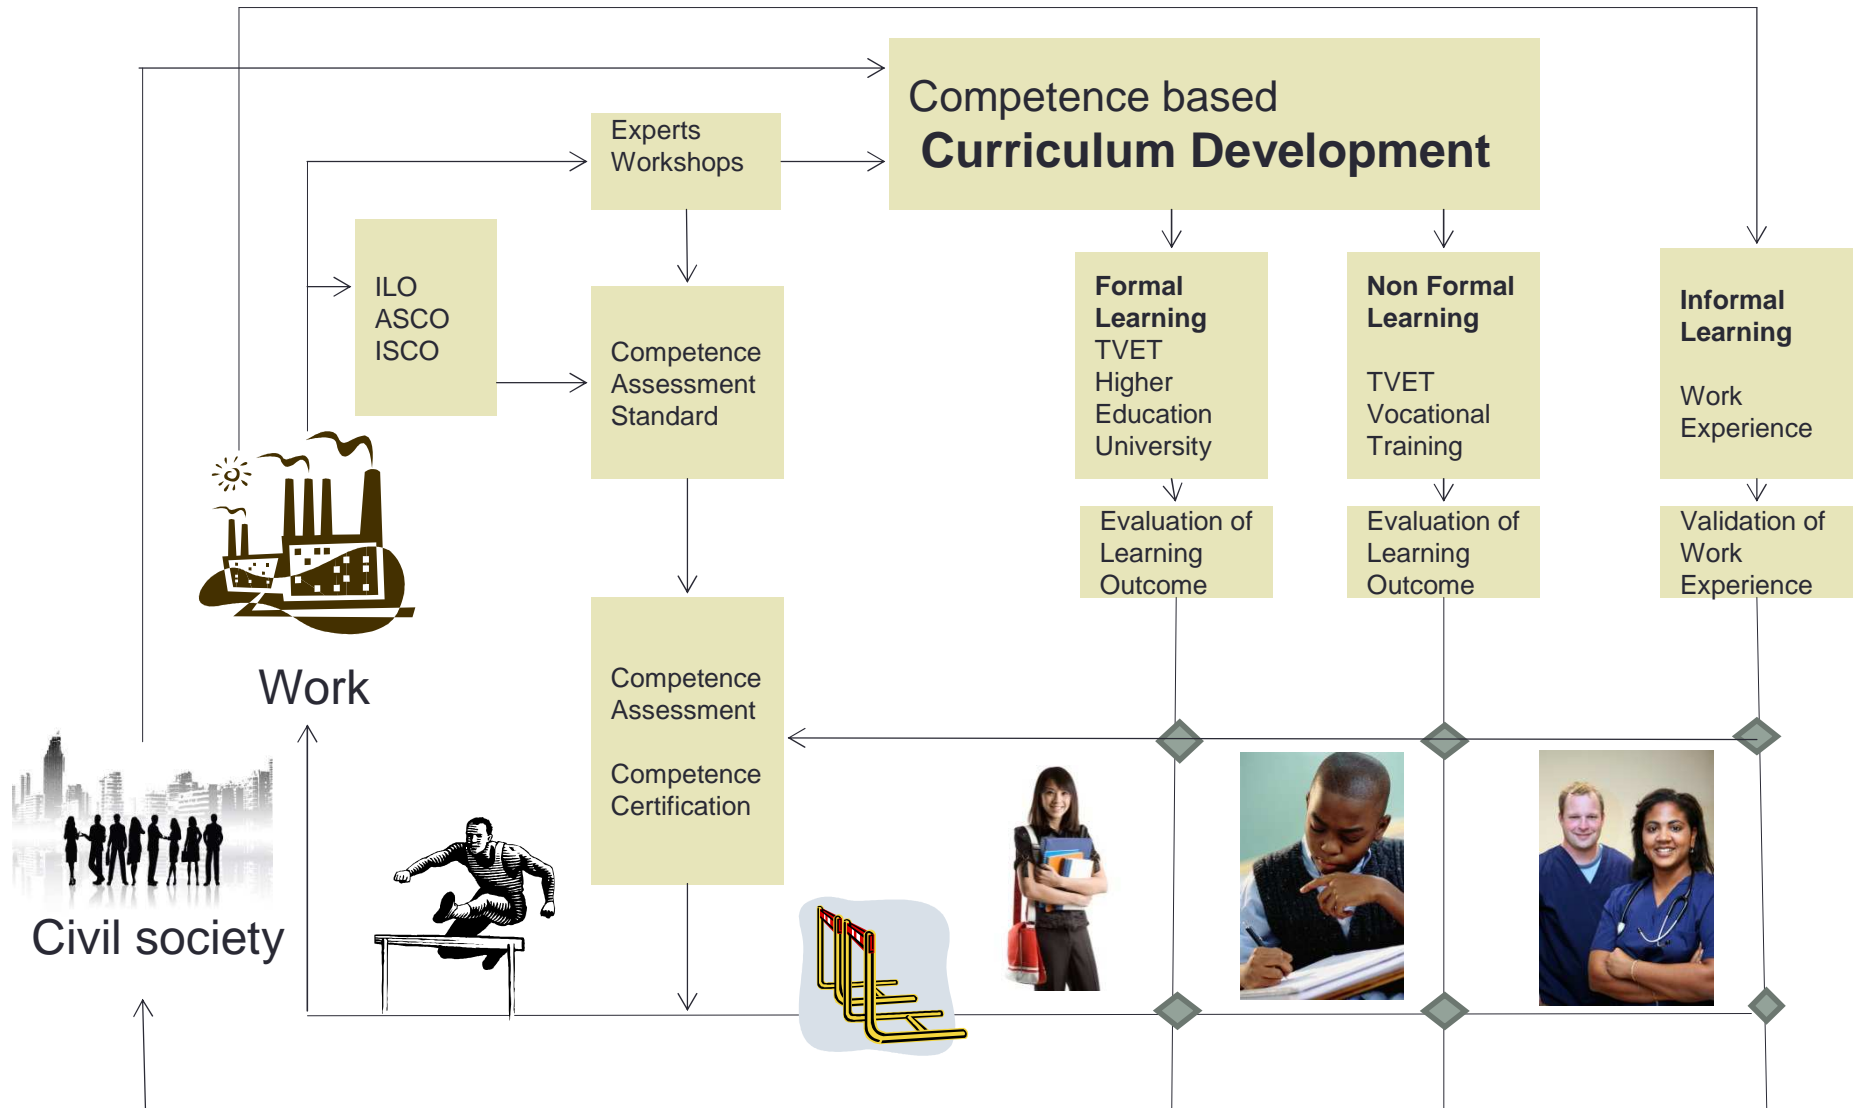 Competence based
Curriculum Development
Experts
Workshops
ILO
ASCO
ISCO
Competence
Assessment
Standard
Formal
Learning
TVET
Higher
Education
University
Non Formal
Learning
TVET
Vocational
Training
Informal
Learning
Work
Experience
Evaluation of
Learning
Outcome
Evaluation of
Learning
Outcome
Validation of
Work
Experience
Work
Competence
Assessment
Competence
Certification
Civil society